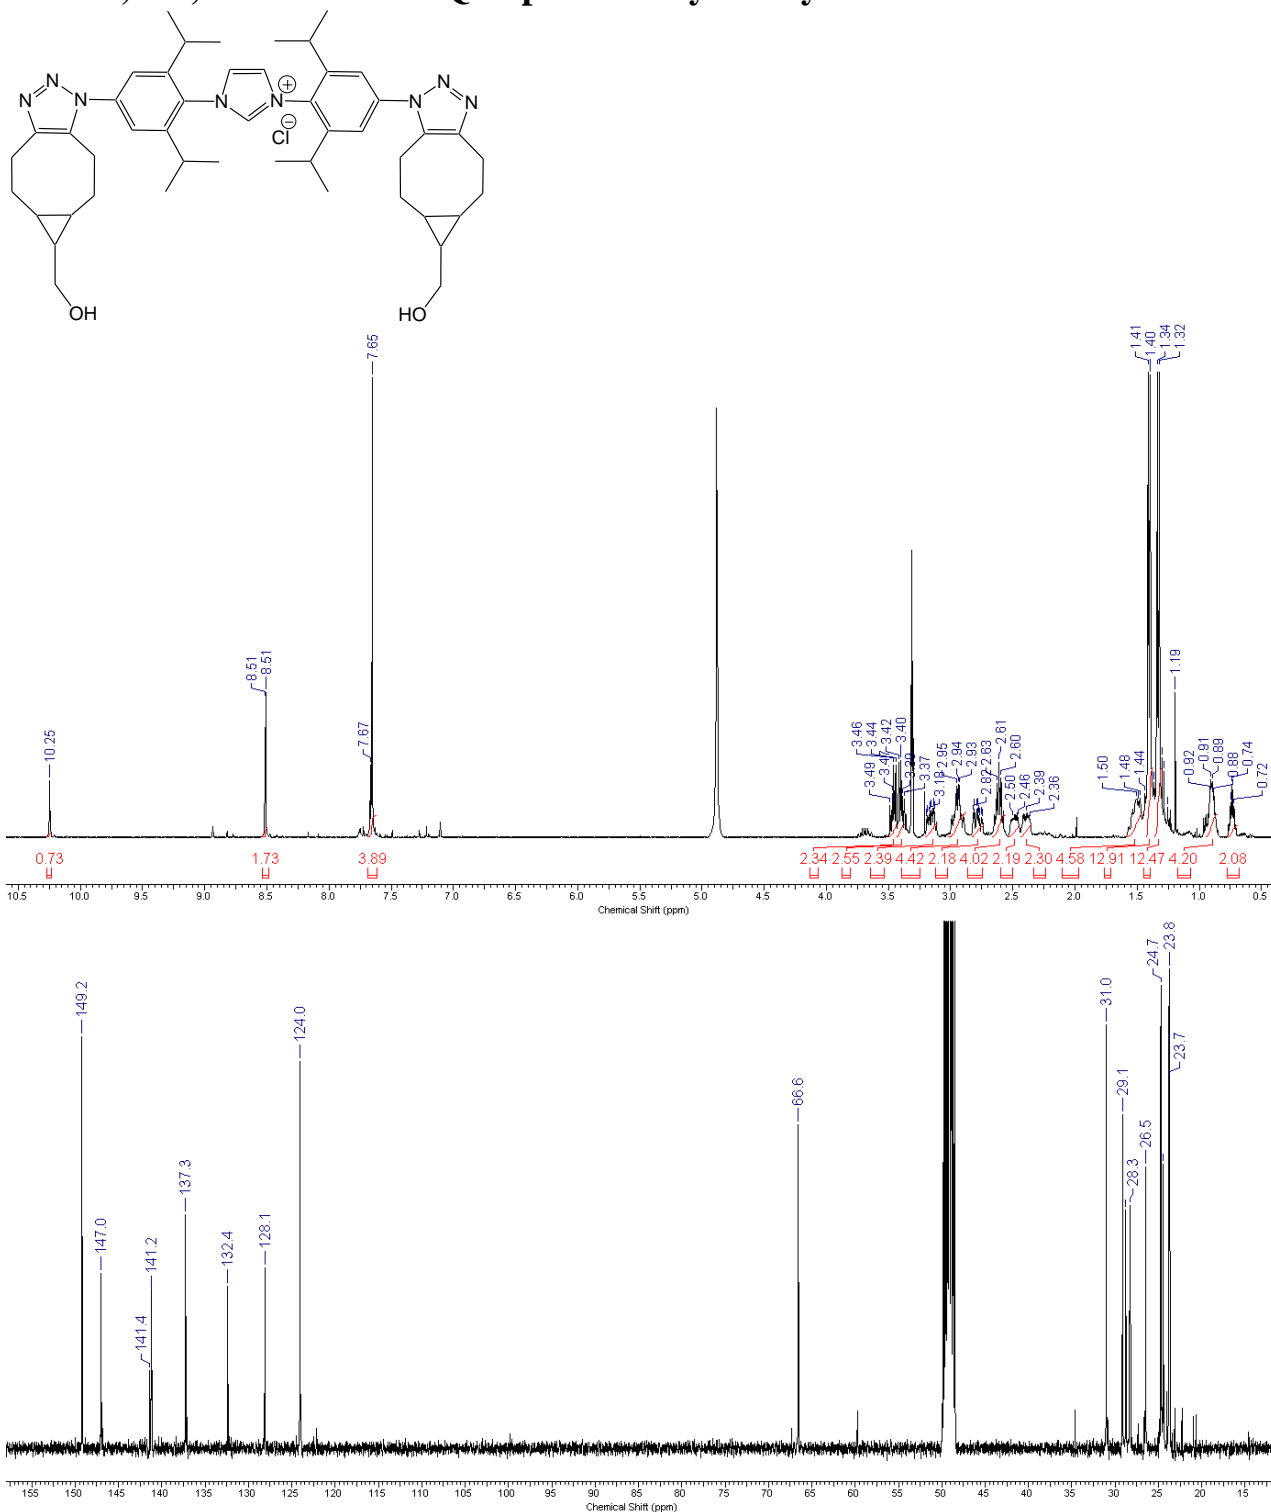 N N N N N⊕ N N N N
Cl⊖
OH HO
10.25 8.51 8.51 7.67 7.65 3.49 3.47 3.46 3.44 3.42 3.40 3.37 3.18 2.95 2.94 2.93 2.82 2.63 2.61 2.60 2.50 2.46 2.39 2.36 1.50 1.48 1.44 1.41 1.40 1.34 1.32 1.19 0.92 0.91 0.89 0.88 0.74 0.72
0.73 1.73 3.89 2.34 2.55 2.39 4.42 2.18 4.02 2.19 2.30 4.58 12.91 12.47 4.20 2.08
10.5 10.0 9.5 9.0 8.5 8.0 7.5 7.0 6.5 6.0 5.5 5.0 4.5 4.0 3.5 3.0 2.5 2.0 1.5 1.0 0.5
Chemical Shift (ppm)
149.2 147.0 141.4 141.2 137.3 132.4 128.1 124.0 66.6 31.0 29.1 28.3 26.5 24.7 23.8 23.7
155 150 145 140 135 130 125 120 115 110 105 100 95 90 85 80 75 70 65 60 55 50 45 40 35 30 25 20 15
Chemical Shift (ppm)